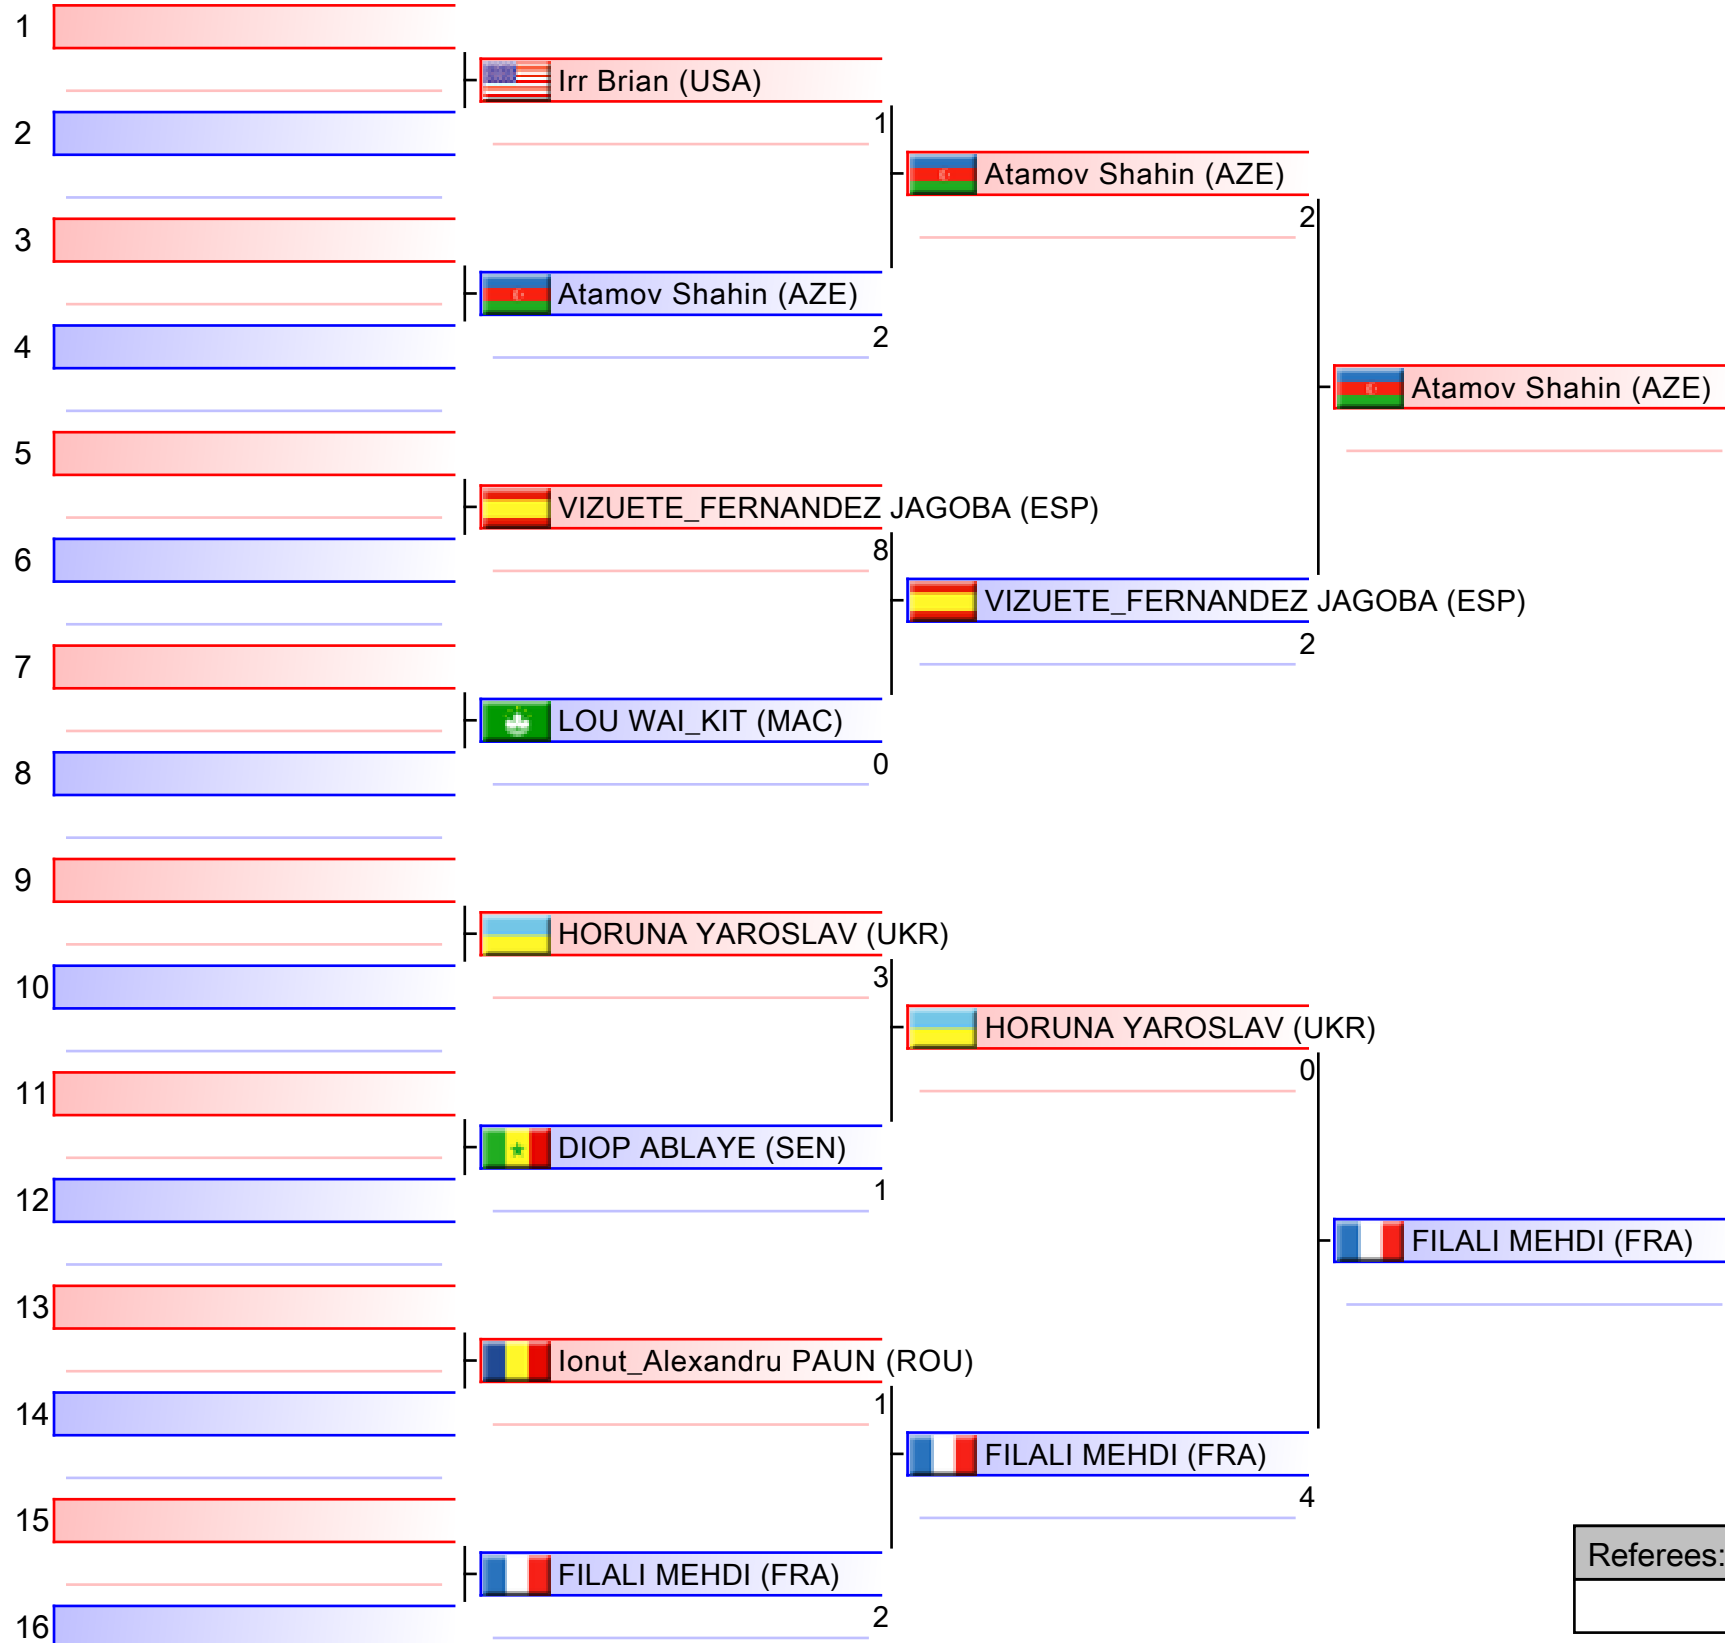 1
Irr Brian (USA)
1
2
Atamov Shahin (AZE)
2
3
Atamov Shahin (AZE)
2
4
Atamov Shahin (AZE)
5
VIZUETE_FERNANDEZ JAGOBA (ESP)
8
6
VIZUETE_FERNANDEZ JAGOBA (ESP)
2
7
LOU WAI_KIT (MAC)
0
8
9
HORUNA YAROSLAV (UKR)
3
10
HORUNA YAROSLAV (UKR)
0
11
DIOP ABLAYE (SEN)
1
12
FILALI MEHDI (FRA)
13
Ionut_Alexandru PAUN (ROU)
1
14
FILALI MEHDI (FRA)
4
15
Referees:
FILALI MEHDI (FRA)
2
16